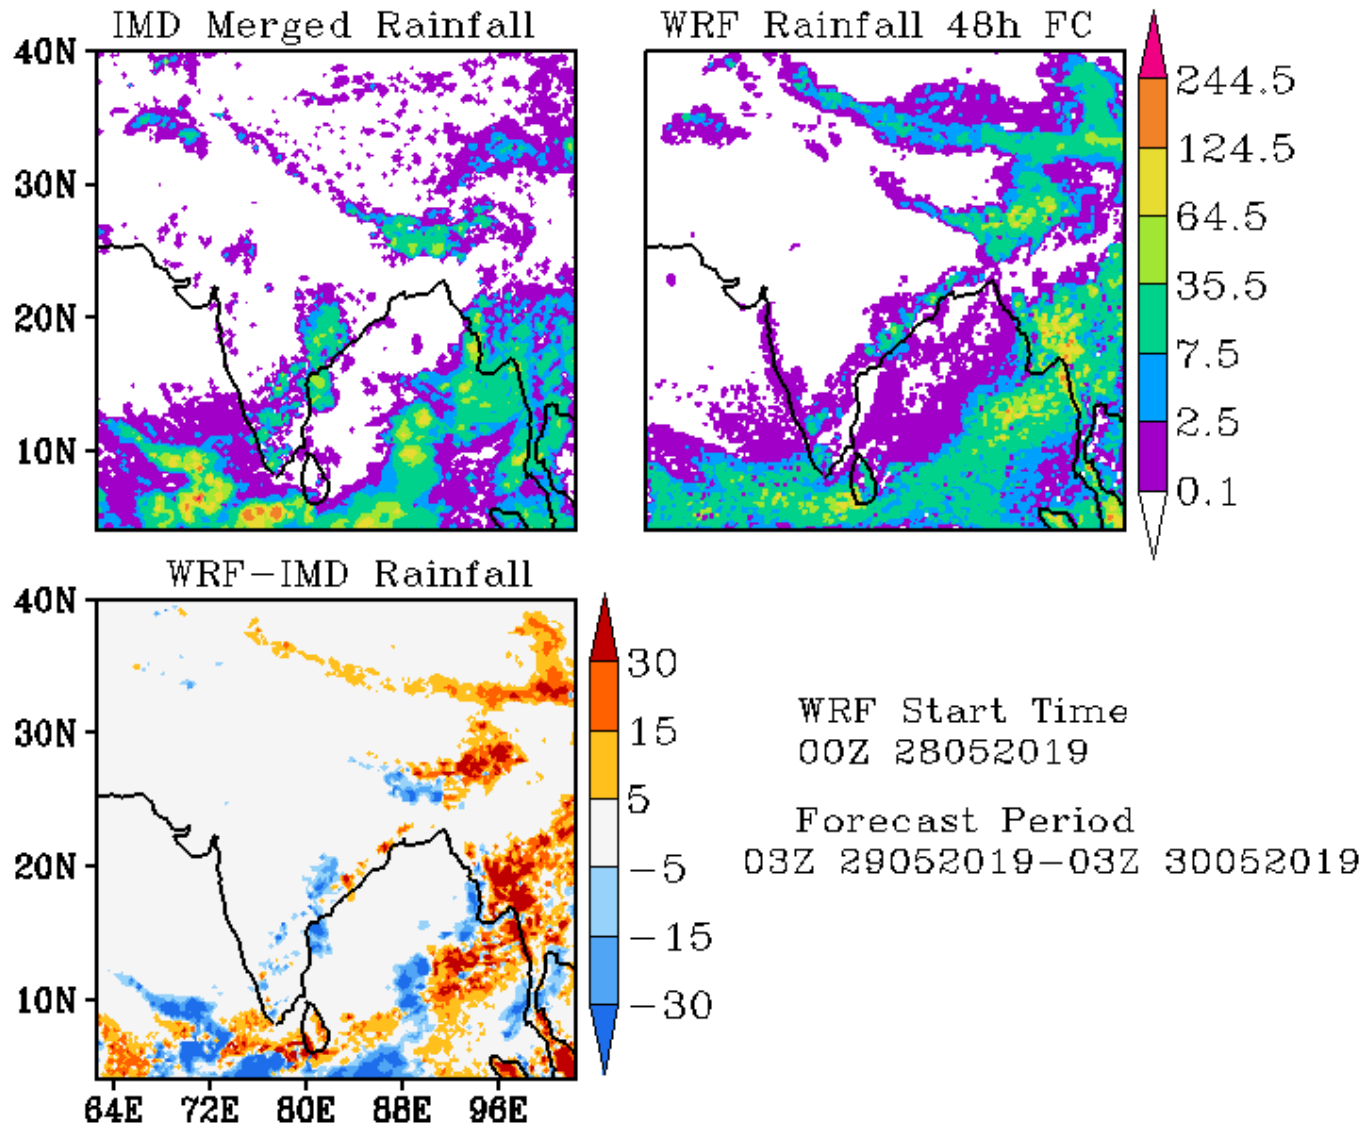 IMD Merged Rainfall
WRF Rainfall 48h FC
40N
30N
20N
10N
244.5
124.5
64.5
35.5
7.5
2.5
0.1
WRF-IMD Rainfall
40N
30N
20N
10N
64E 72E 80E 88E 96E
30
15
5
-5
-15
-30
WRF Start Time
00Z 28052019
Forecast Period
03Z 29052019-03Z 30052019